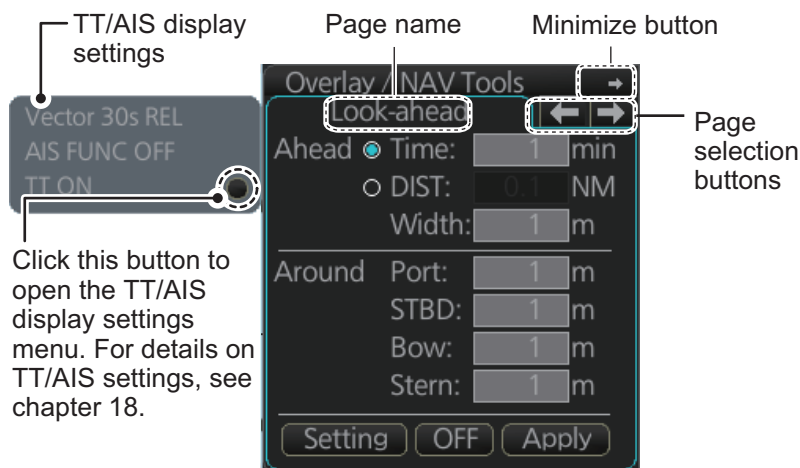 TT/AIS display
settings
Page name
Minimize button
Vector 30s REL
AIS FUNC OFF
TT ON
Click this button to
open the TT/AIS
display settings
menu. For details on
TT/AIS settings, see
chapter 18.
Overlay / NAV Tools
Look-ahead
Ahead Time: 1 min
DIST: 0.1 NM
Width: 1 m
Around Port: 1 m
STBD: 1 m
Bow: 1 m
Stern: 1 m
Setting OFF Apply
Page
selection
buttons